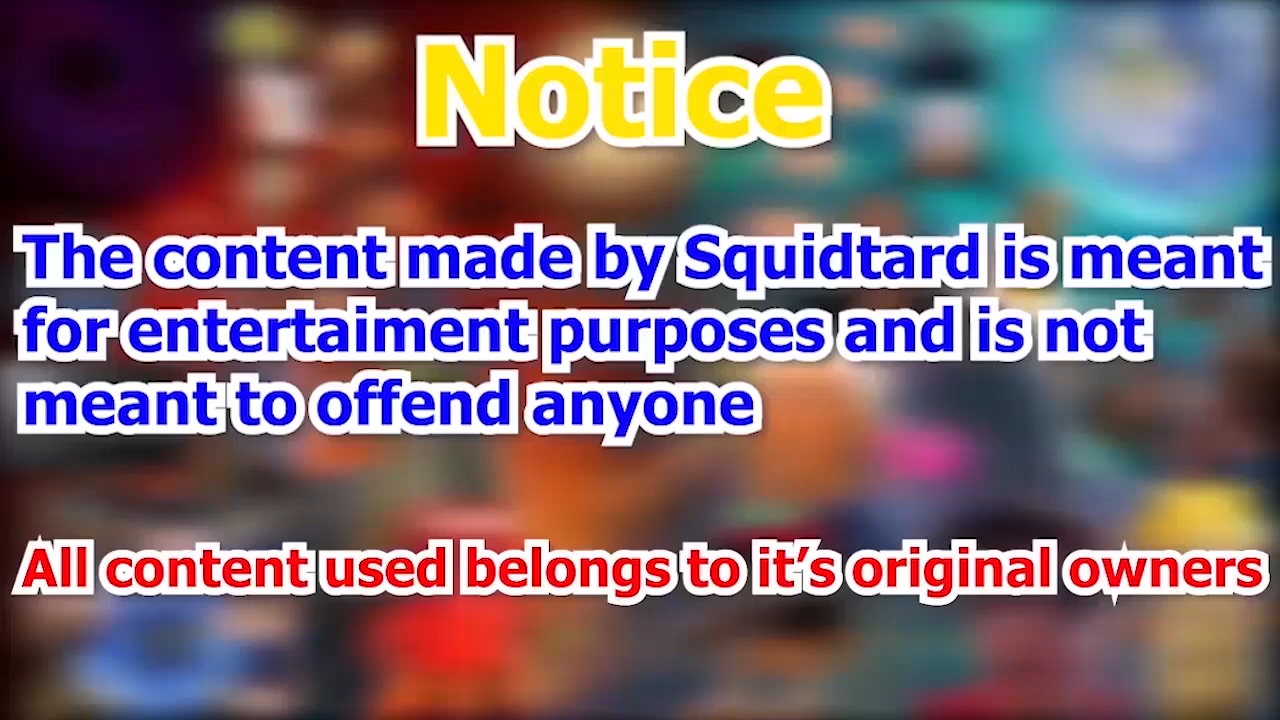 Notice
The content made by Squidtard is meant
for entertaiment purposes and is not
meant to offend anyone
All content used belongs to it’s original owners